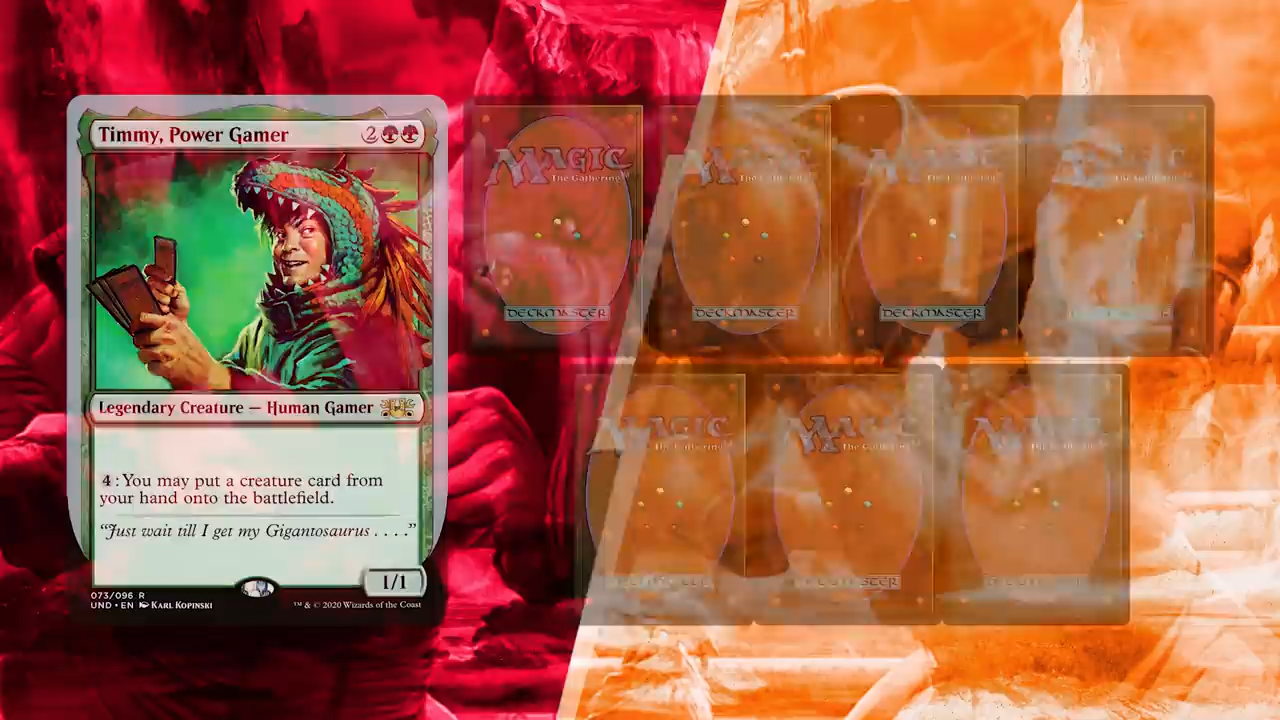 Timmy, Power Gamer 2
Legendary Creature — Human Gamer
4: You may put a creature card from
your hand onto the battlefield.
“Just wait till I get my Gigantosaurus . . . .”
1/1
073/096 R
UND • EN Karl Kopinski
™ & © 2020 Wizards of the Coast
Magic
The Gathering
DECKMASTER
Magic
The Gathering
DECKMASTER
Magic
The Gathering
DECKMASTER
Magic
The Gathering
Magic
The Gathering
Magic
The Gathering
Magic
The Gathering